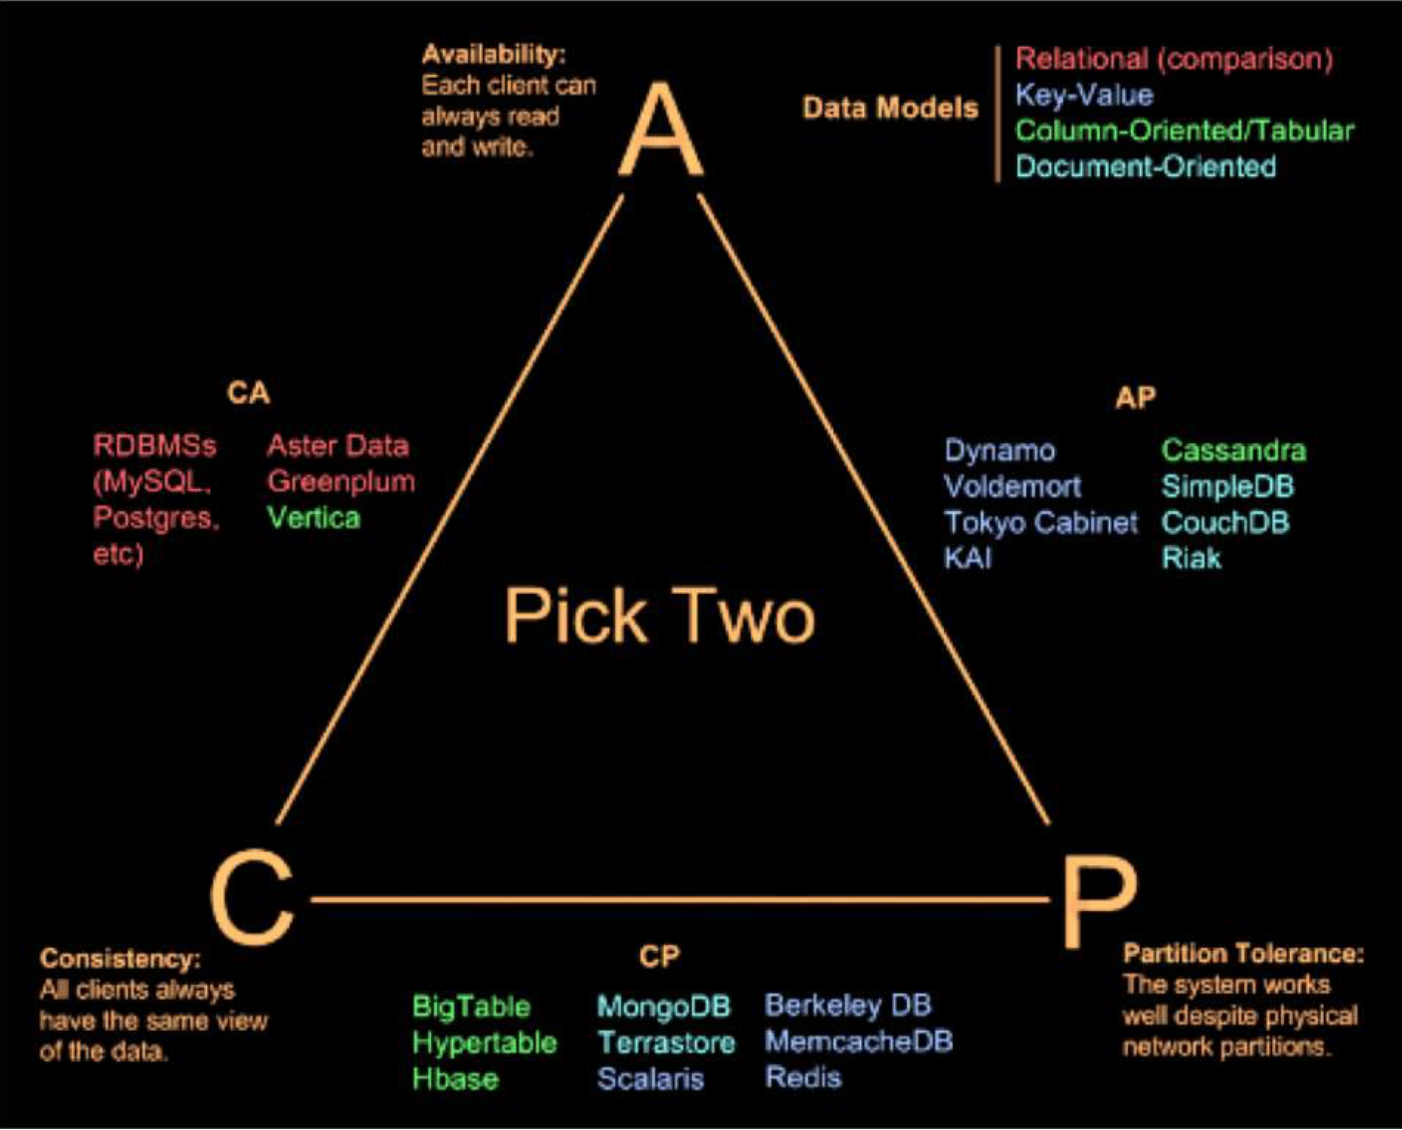 Availability:
Each client can
always read
and write.
A
Data Models
Relational (comparison)
Key-Value
Column-Oriented/Tabular
Document-Oriented
CA
RDBMSs
(MySQL,
Postgres,
etc)
Aster Data
Greenplum
Vertica
AP
Dynamo
Voldemort
Tokyo Cabinet
KAI
Cassandra
SimpleDB
CouchDB
Riak
Pick Two
C
P
Consistency:
All clients always
have the same view
of the data.
CP
BigTable
Hypertable
Hbase
MongoDB
Terrastore
Scalaris
Berkeley DB
MemcacheDB
Redis
Partition Tolerance:
The system works
well despite physical
network partitions.